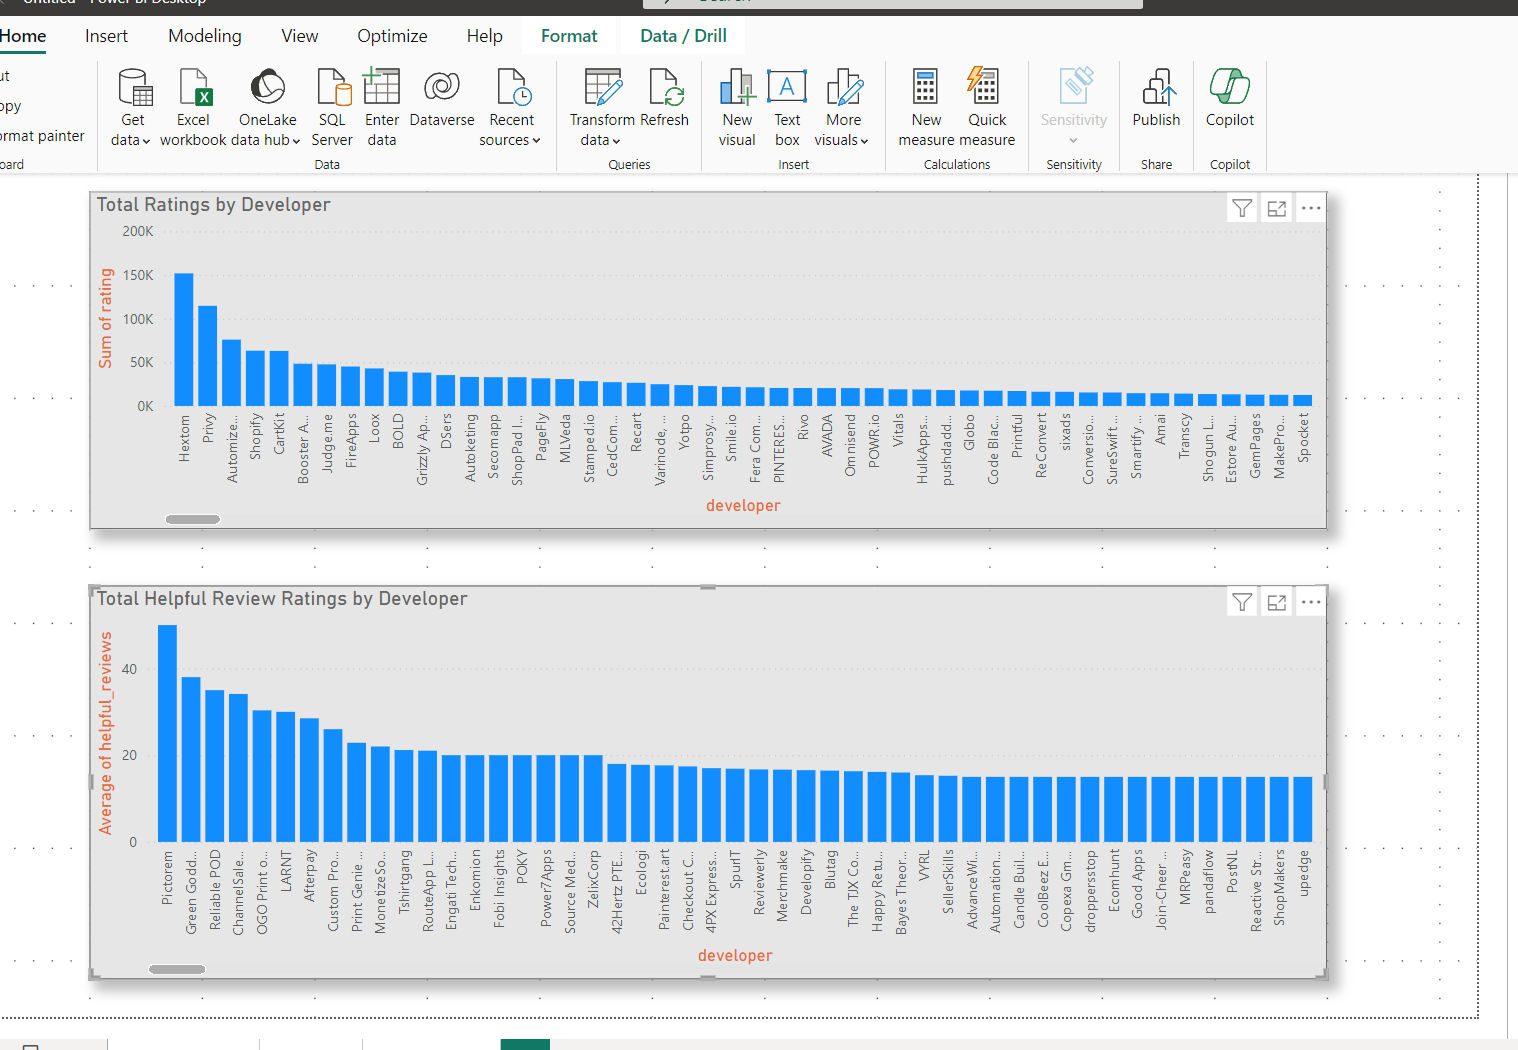 Untitled - Power BI Desktop
Search
Home Insert Modeling View Optimize Help Format Data / Drill
ut
opy
ormat painter
oard
Get data
Excel workbook
OneLake data hub
SQL Server
Enter data
Dataverse
Recent sources
Data
Transform data
Refresh
Queries
New visual
Text box
More visuals
Insert
New measure
Quick measure
Calculations
Sensitivity
Sensitivity
Publish
Share
Copilot
Copilot
Total Ratings by Developer
200K
150K
100K
50K
0K
Sum of rating
Hextom
Privy
Automize...
Shopify
CartKit
Booster A...
Judge.me
FireApps
Loox
BOLD
Grizzly Ap...
DSers
Autoketing
Secomapp
ShopPad I...
PageFly
MLVeda
Stamped.io
CedCom...
Recart
Varinode, ...
Yotpo
Simprosy...
Smile.io
Fera Com...
PINTERES...
Rivo
AVADA
Omnisend
POWR.io
Vitals
HulkApps...
pushdadd...
Globo
Code Blac...
Printful
ReConvert
sixads
Conversio...
SureSwift ...
Smartify ...
Amai
Transcy
Shogun L...
Estore Au...
GemPages
MakePro...
Spocket
developer
Total Helpful Review Ratings by Developer
40
20
0
Average of helpful_reviews
Pictorem
Green Godd...
Reliable POD
ChannelSale...
OGO Print o...
LARNT
Afterpay
Custom Pro...
Print Genie ...
MonetizeSo...
Tshirtgang
RouteApp L...
Engati Tech...
Enkomion
Fobi Insights
POKY
Power7Apps
Source Med...
ZelixCorp
42Hertz PTE...
Ecologi
Painterest.art
Checkout C...
4PX Express...
SpurIT
Reviewerly
Merchmake
Developify
Blutag
The TJX Co...
Happy Retu...
Bayes Theor...
VYRL
SellerSkills
AdvanceWi...
Automation...
Candle Buil...
CoolBeez E...
Copexa Gm...
droppersstop
Ecomhunt
Good Apps
Join-Cheer ...
MRPeasy
pandaflow
PostNL
Reactive Str...
ShopMakers
upedge
developer